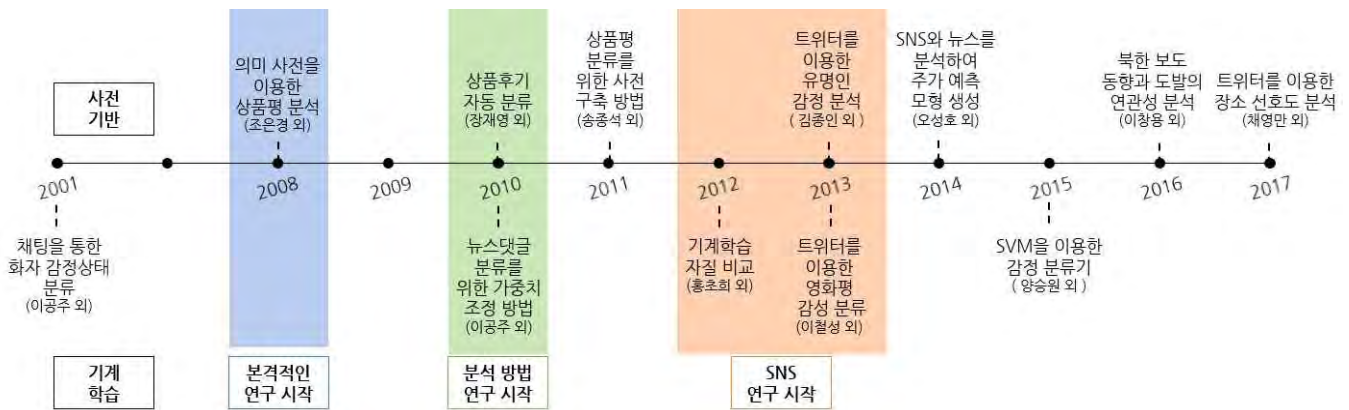 사전
기반
의미 사전을
이용한
상품평 분석
(조은경 외)
상품후기
자동 분류
(장재영 외)
상품평
분류를
위한 사전
구축 방법
(송종석 외)
트위터를
이용한
유명인
감정 분석
( 김종인 외 )
SNS와 뉴스를
분석하여
주가 예측
모형 생성
(오성호 외)
북한 보도
동향과 도발의
연관성 분석
(이창용 외)
트위터를 이용한
장소 선호도 분석
(채영만 외)
2001
2008
2009
2010
2011
2012
2013
2014
2015
2016
2017
채팅을 통한
화자 감정상태
분류
(이공주 외)
뉴스댓글
분류를
위한 가중치
조정 방법
(이공주 외)
기계학습
자질 비교
(홍초희 외)
트위터를
이용한
영화평
감성 분류
(이철성 외)
SVM을 이용한
감정 분류기
( 양승원 외 )
기계
학습
본격적인
연구 시작
분석 방법
연구 시작
SNS
연구 시작